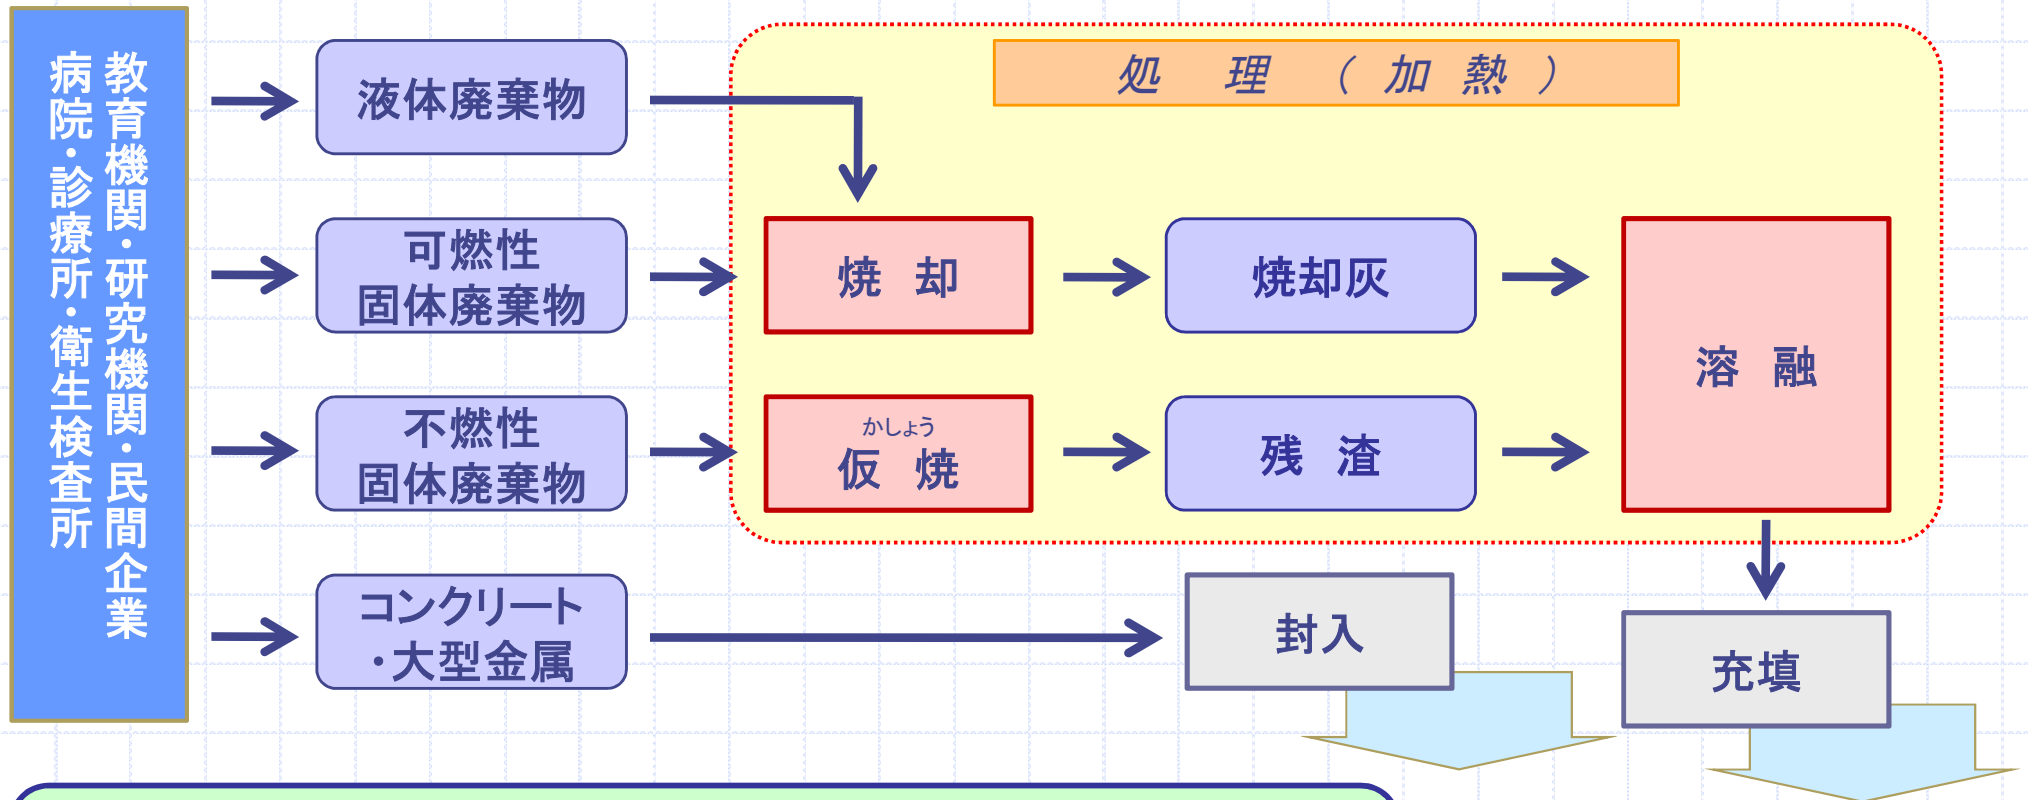 教育機関・研究機関・民間企業
病院・診療所・衛生検査所
液体廃棄物
可燃性
固体廃棄物
不燃性
固体廃棄物
コンクリート
・大型金属
処 理 （ 加 熱 ）
焼 却
焼却灰
かしょう
仮 焼
残 渣
溶 融
封入
充填